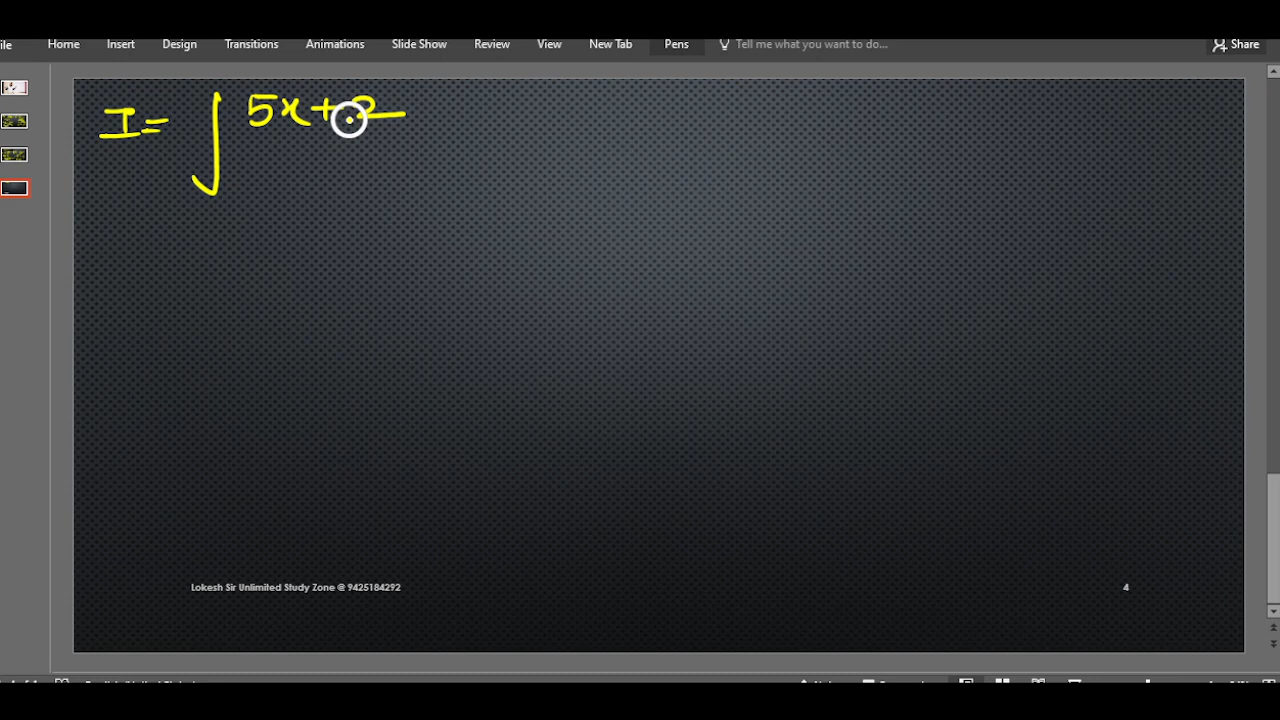 ile Home Insert Design Transitions Animations Slide Show Review View New Tab Pens Tell me what you want to do... Share
I = ∫ 5x+
Lokesh Sir Unlimited Study Zone @ 9425184292 4